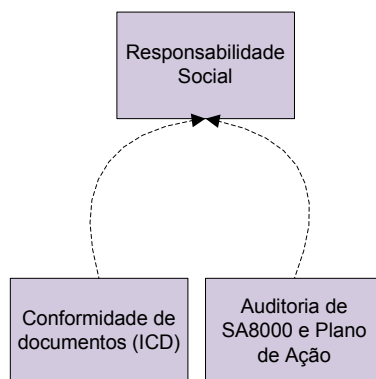 Responsabilidade
Social
Conformidade de
documentos (ICD)
Auditoria de
SA8000 e Plano
de Ação